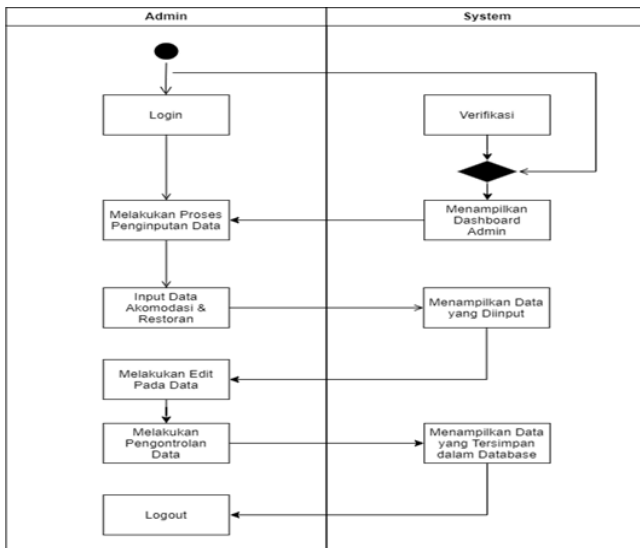 Admin
System
Login
Verifikasi
Melakukan Proses
Penginputan Data
Menampilkan
Dashboard
Admin
Input Data
Akomodasi &
Restoran
Menampilkan Data
yang Diinput
Melakukan Edit
Pada Data
Melakukan
Pengontrolan
Data
Menampilkan Data
yang Tersimpan
dalam Database
Logout